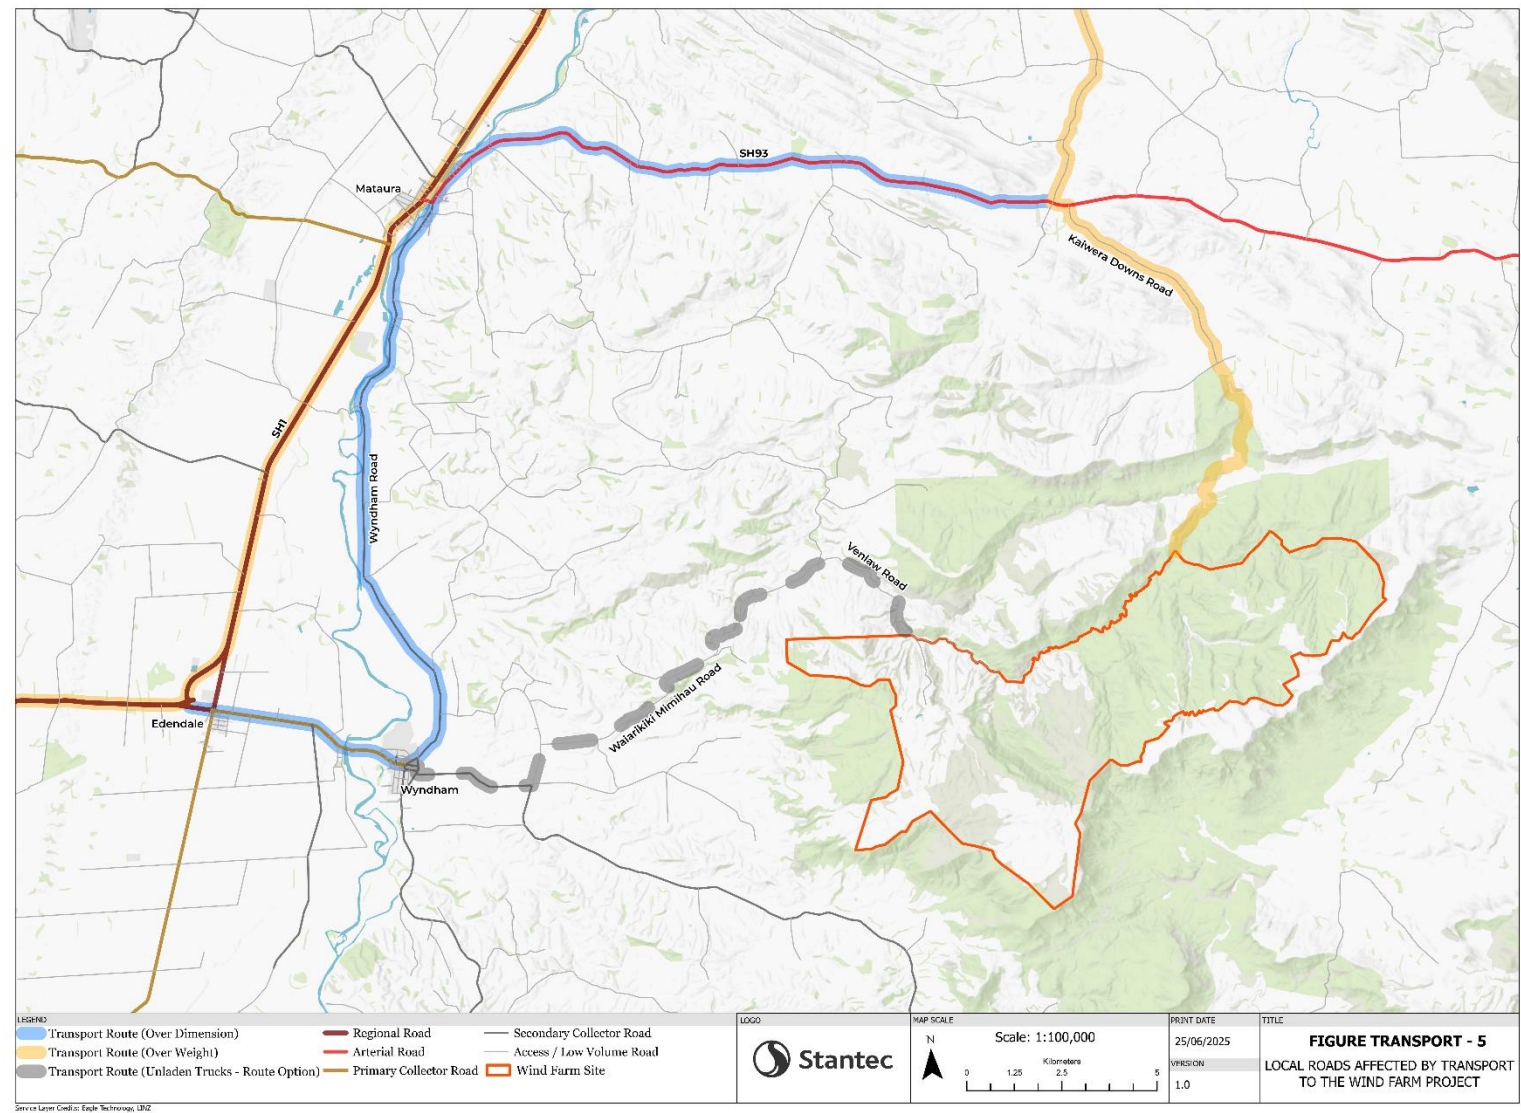 SH93
Mataura
Kaiwera Downs Road
SH1
Wyndham Road
Venlaw Road
Waiarikiki Mimihau Road
Edendale
Wyndham
LEGEND
Transport Route (Over Dimension)
Transport Route (Over Weight)
Transport Route (Unladen Trucks - Route Option)
Regional Road
Arterial Road
Primary Collector Road
Secondary Collector Road
Access / Low Volume Road
Wind Farm Site
LOGO
Stantec
MAP SCALE
N
Scale: 1:100,000
Kilometers
0 1.25 2.5 5
PRINT DATE
25/06/2025
VERSION
1.0
TITLE
FIGURE TRANSPORT - 5
LOCAL ROADS AFFECTED BY TRANSPORT
TO THE WIND FARM PROJECT
Service Layer Credits: Eagle Technology, LINZ